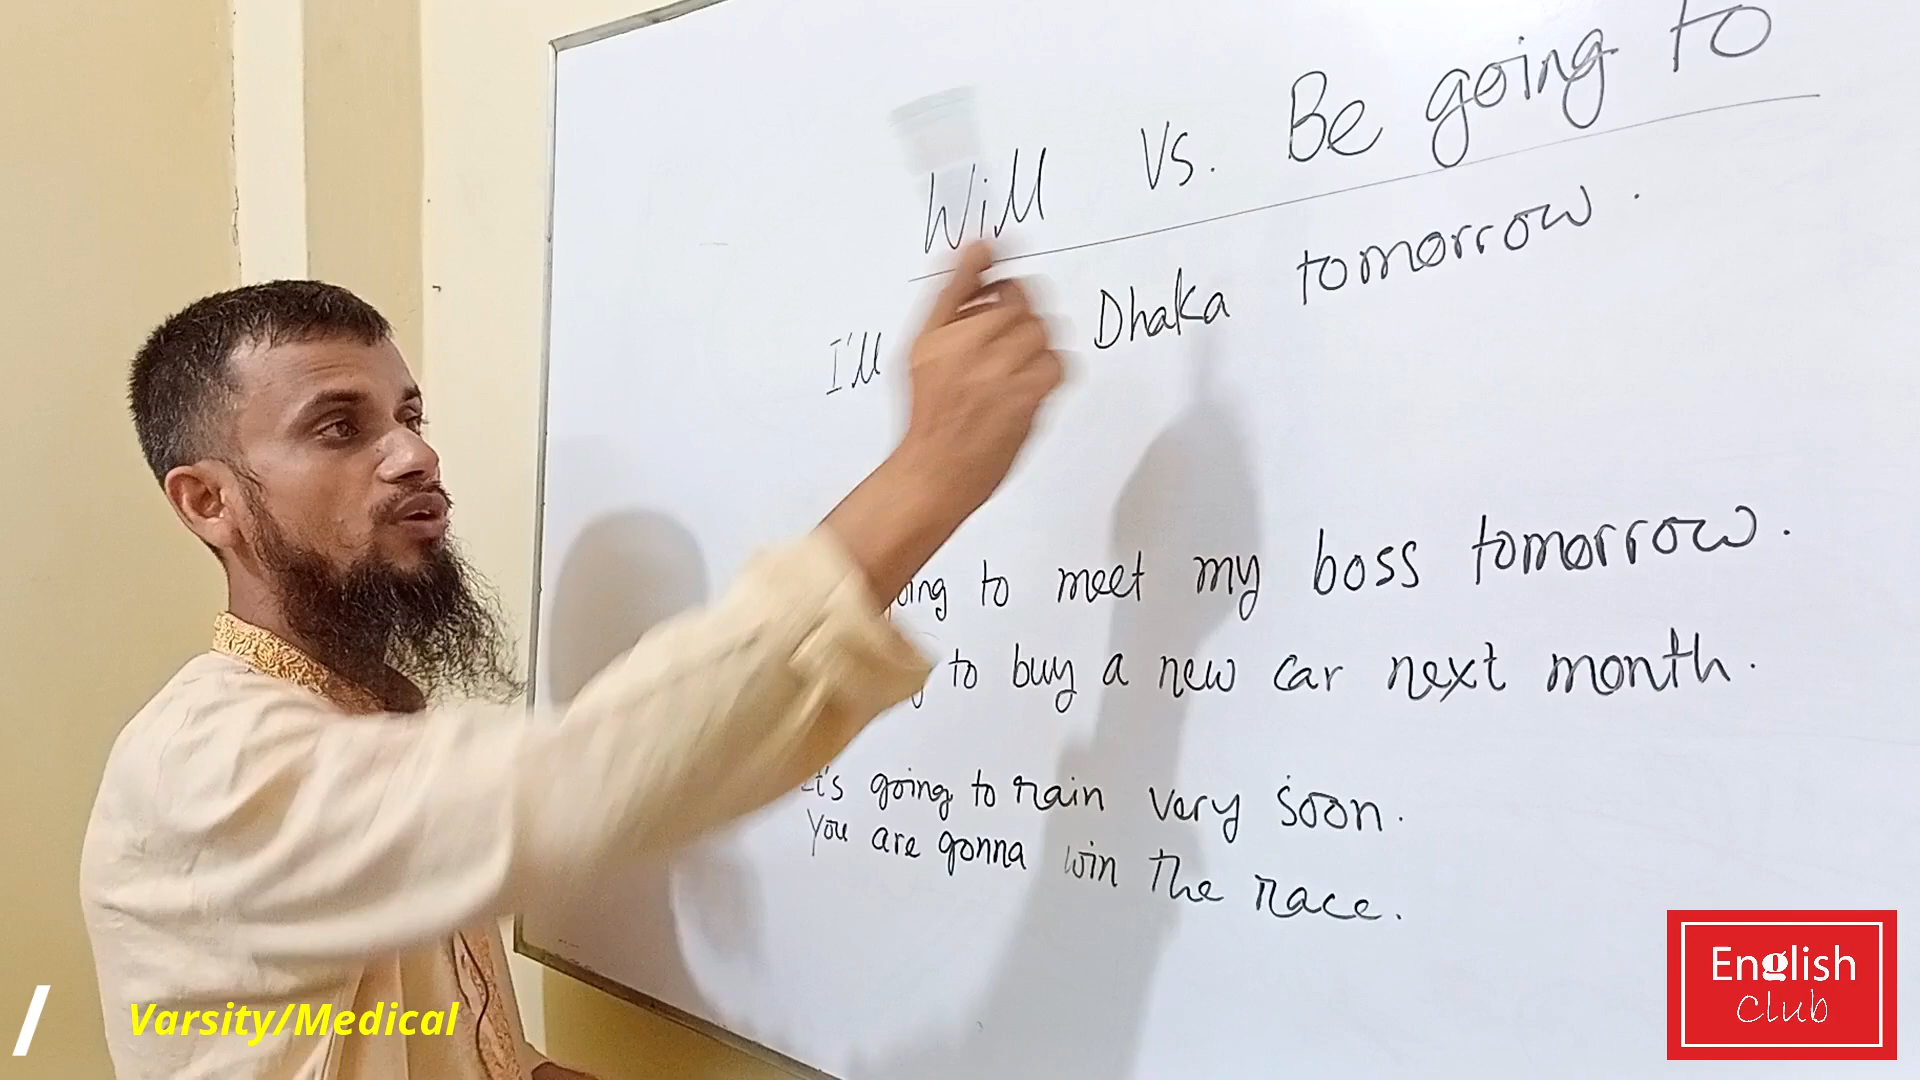 Will Vs. Be going to
I'll Dhaka tomorrow.
to meet my boss tomorrow.
to buy a new car next month.
going to rain very soon.
You are gonna win the race.
Varsity/Medical
/
English
Club